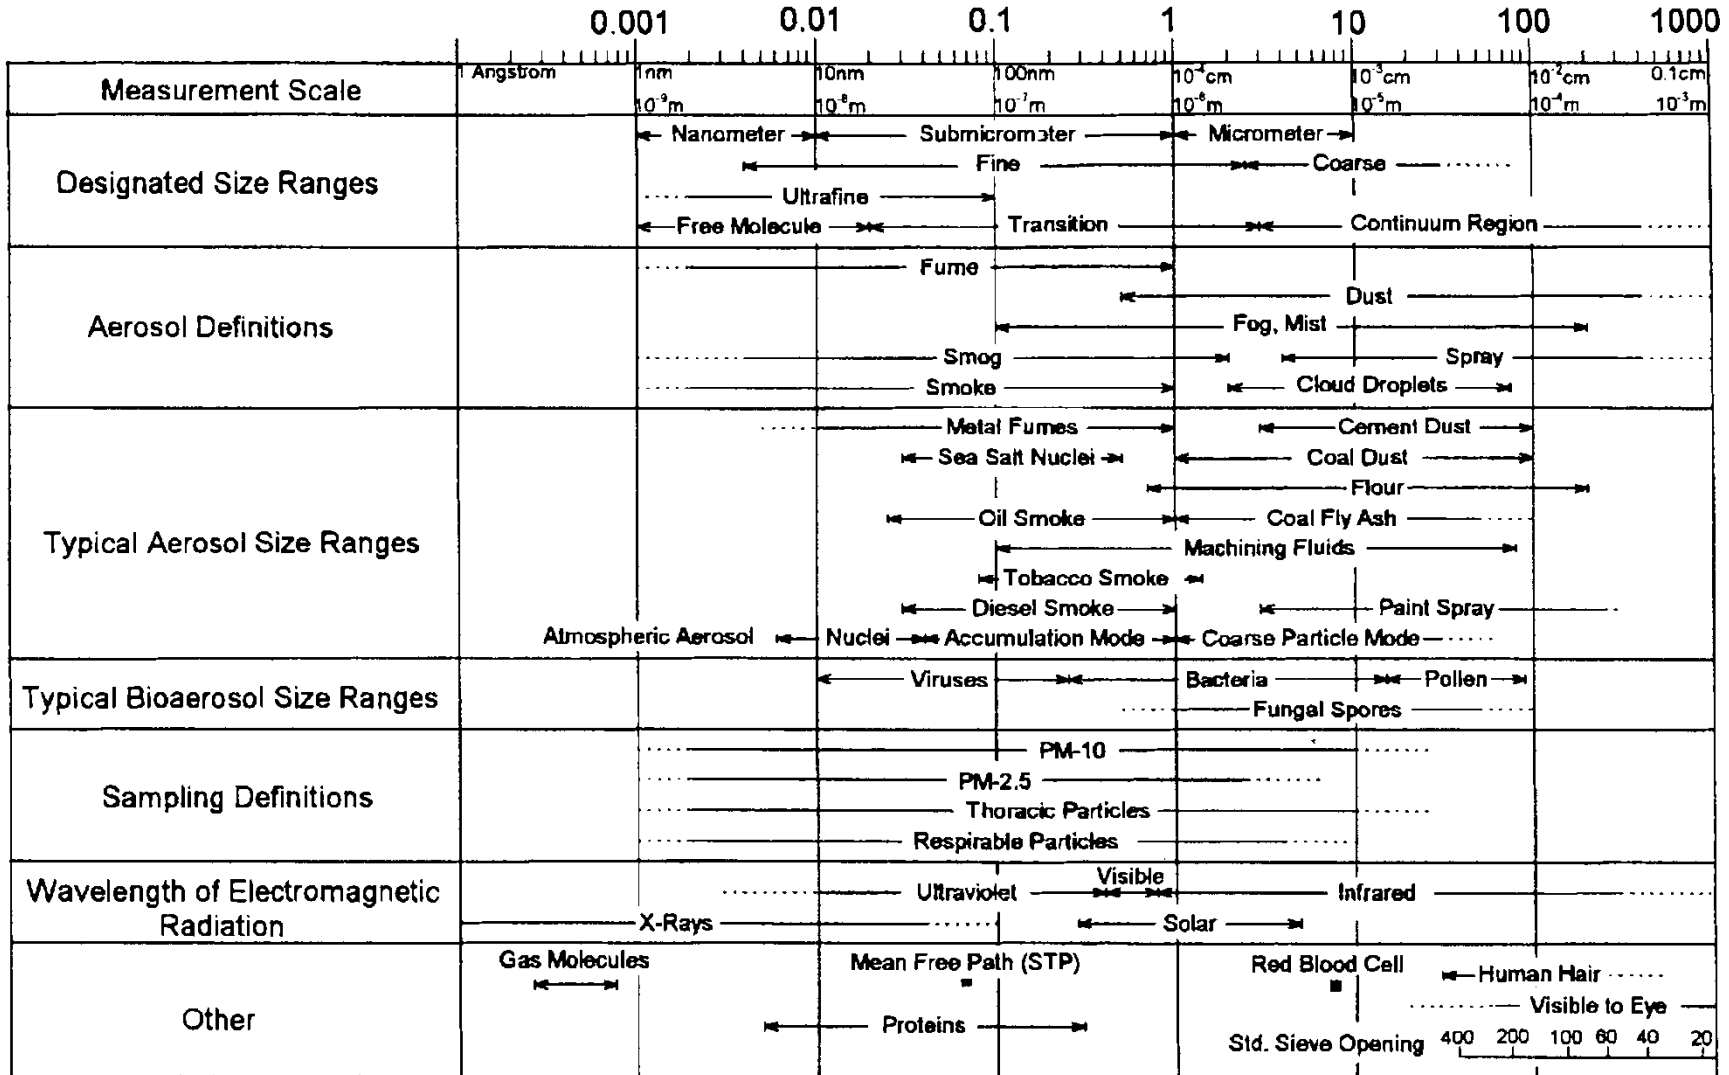 0.001 0.01 0.1 1 10 100 1000
Measurement Scale
1 Angstrom 1nm 10nm 100nm 10⁻⁴cm 10⁻³cm 10⁻²cm 0.1cm
10⁻⁹m 10⁻⁸m 10⁻⁷m 10⁻⁶m 10⁻⁵m 10⁻⁴m 10⁻³m
Designated Size Ranges
Nanometer Submicrometer Micrometer
Fine Coarse
Ultrafine
Free Molecule Transition Continuum Region
Aerosol Definitions
Fume
Dust
Fog, Mist
Smog Spray
Smoke Cloud Droplets
Typical Aerosol Size Ranges
Metal Fumes Cement Dust
Sea Salt Nuclei Coal Dust
Flour
Oil Smoke Coal Fly Ash
Machining Fluids
Tobacco Smoke
Diesel Smoke Paint Spray
Atmospheric Aerosol Nuclei Accumulation Mode Coarse Particle Mode
Typical Bioaerosol Size Ranges
Viruses Bacteria Pollen
Fungal Spores
Sampling Definitions
PM-10
PM-2.5
Thoracic Particles
Respirable Particles
Wavelength of Electromagnetic
Radiation
Visible
Ultraviolet Infrared
X-Rays Solar
Other
Gas Molecules Mean Free Path (STP) Red Blood Cell Human Hair
Visible to Eye
Proteins
Std. Sieve Opening 400 200 100 60 40 20